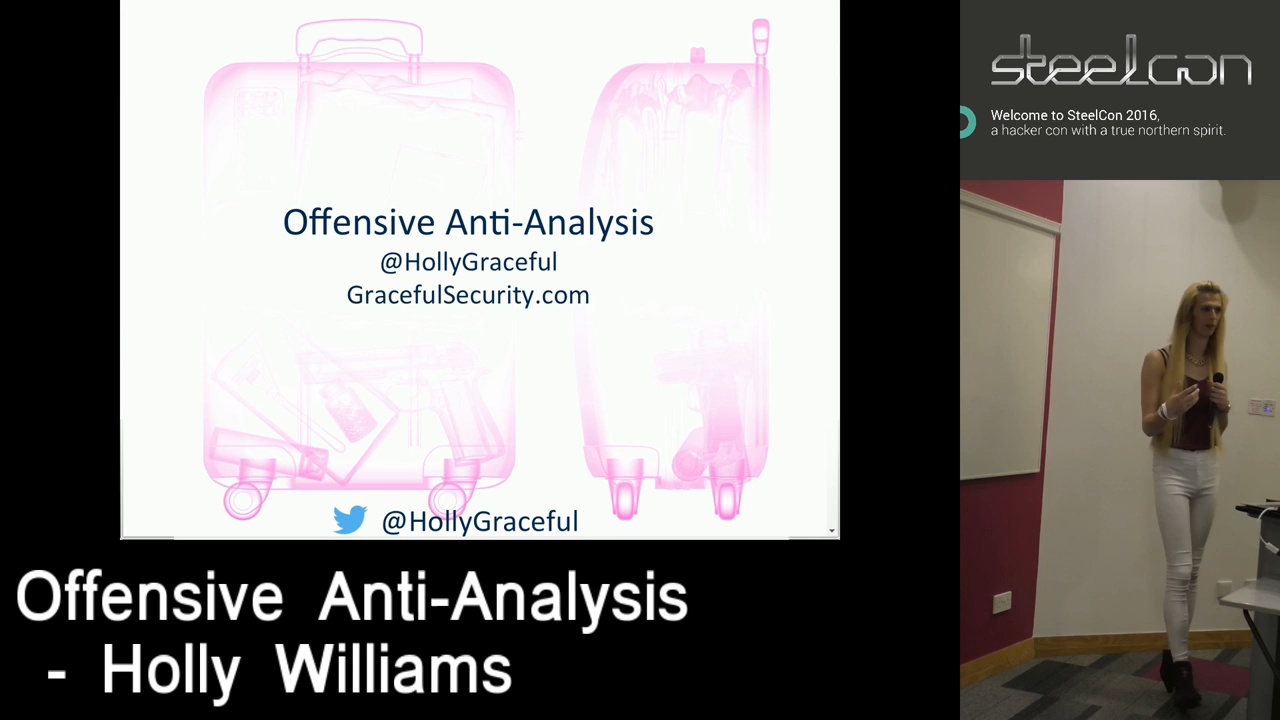 Offensive Anti-Analysis
@HollyGraceful
GracefulSecurity.com
@HollyGraceful
Offensive Anti-Analysis
- Holly Williams
steelcon
Welcome to SteelCon 2016,
a hacker con with a true northern spirit.